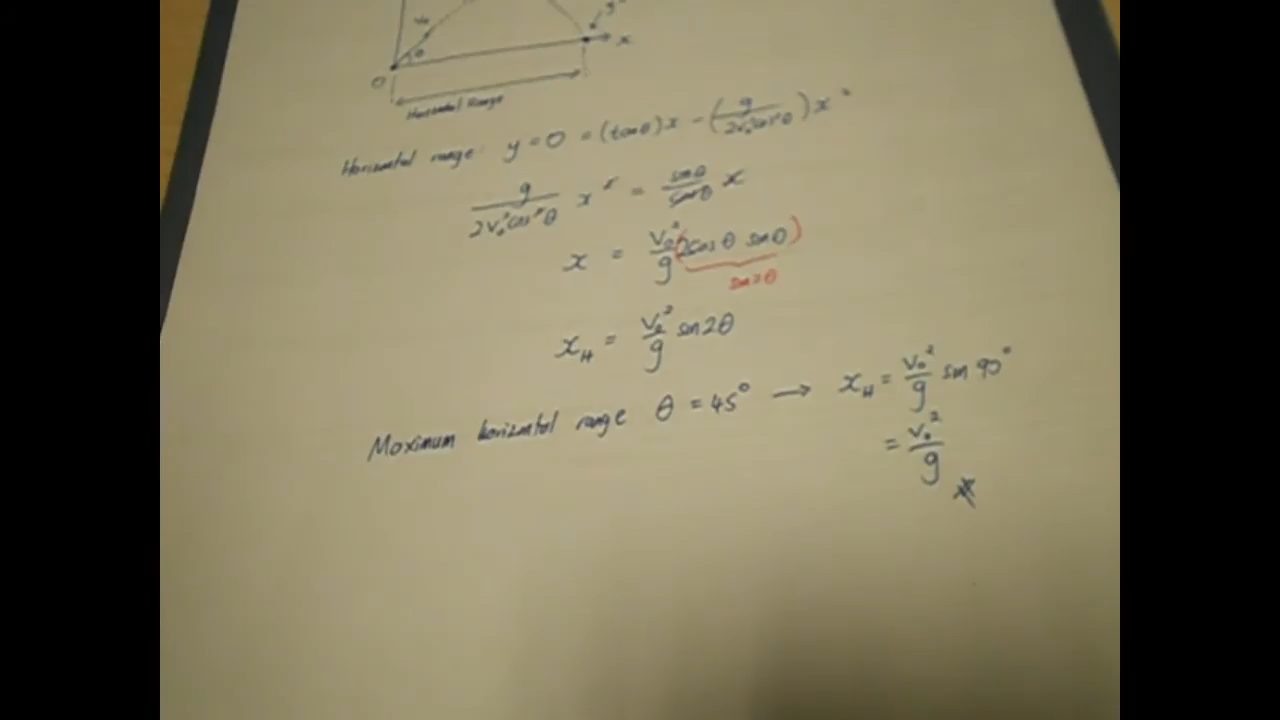 V₀
θ
O
x
Horizontal Range
Horizontal range: y = 0 = (tanθ)x - (g/2v₀²cos²θ)x²
g/2v₀²cos²θ x² = sinθ/cosθ x
x = v₀²/g (2cosθ sinθ)
sin2θ
x_H = v₀²/g sin2θ
Maximum horizontal range θ = 45° → x_H = v₀²/g sin 90°
= v₀²/g